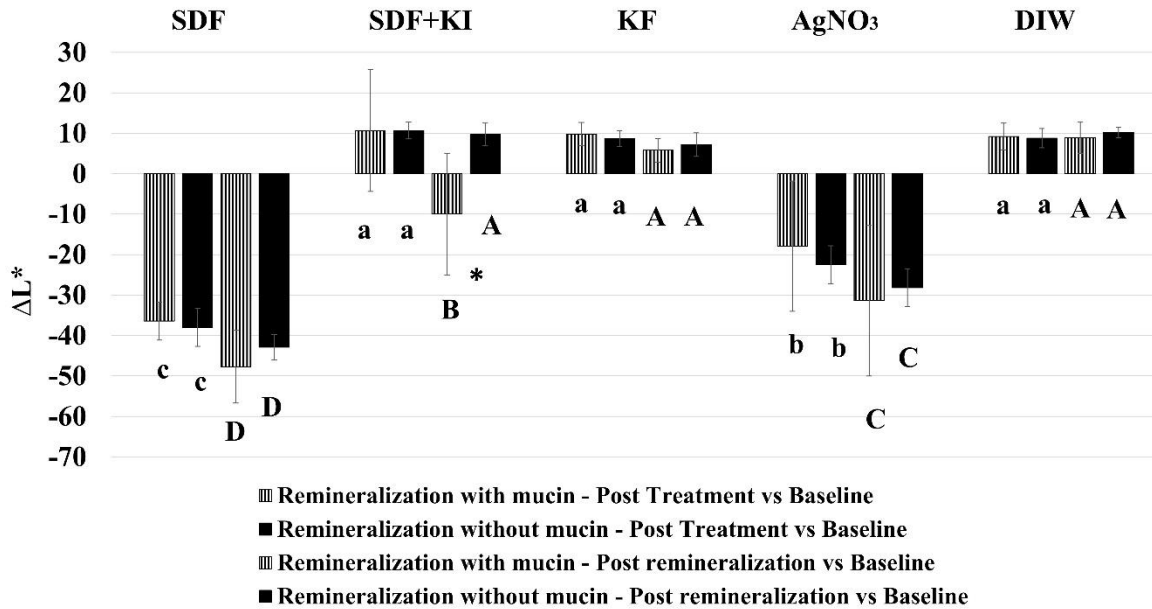 SDF SDF+KI KF AgNO₃ DIW
30
20
10
0
-10
-20
-30
-40
-50
-60
-70
ΔL*
c c D D
a a B A *
a a A A
b b C C
a a A A
Remineralization with mucin - Post Treatment vs Baseline
Remineralization without mucin - Post Treatment vs Baseline
Remineralization with mucin - Post remineralization vs Baseline
Remineralization without mucin - Post remineralization vs Baseline